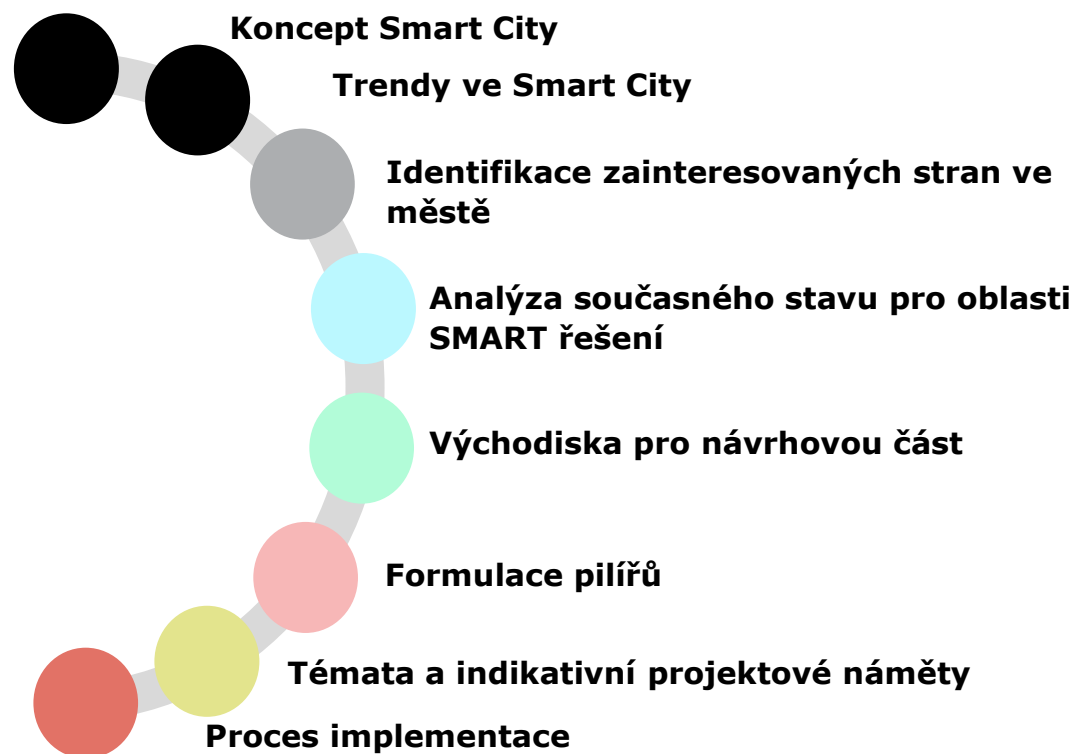 Koncept Smart City
Trendy ve Smart City
Identifikace zainteresovaných stran ve
městě
Analýza současného stavu pro oblasti
SMART řešení
Východiska pro návrhovou část
Formulace pilířů
Témata a indikativní projektové náměty
Proces implementace